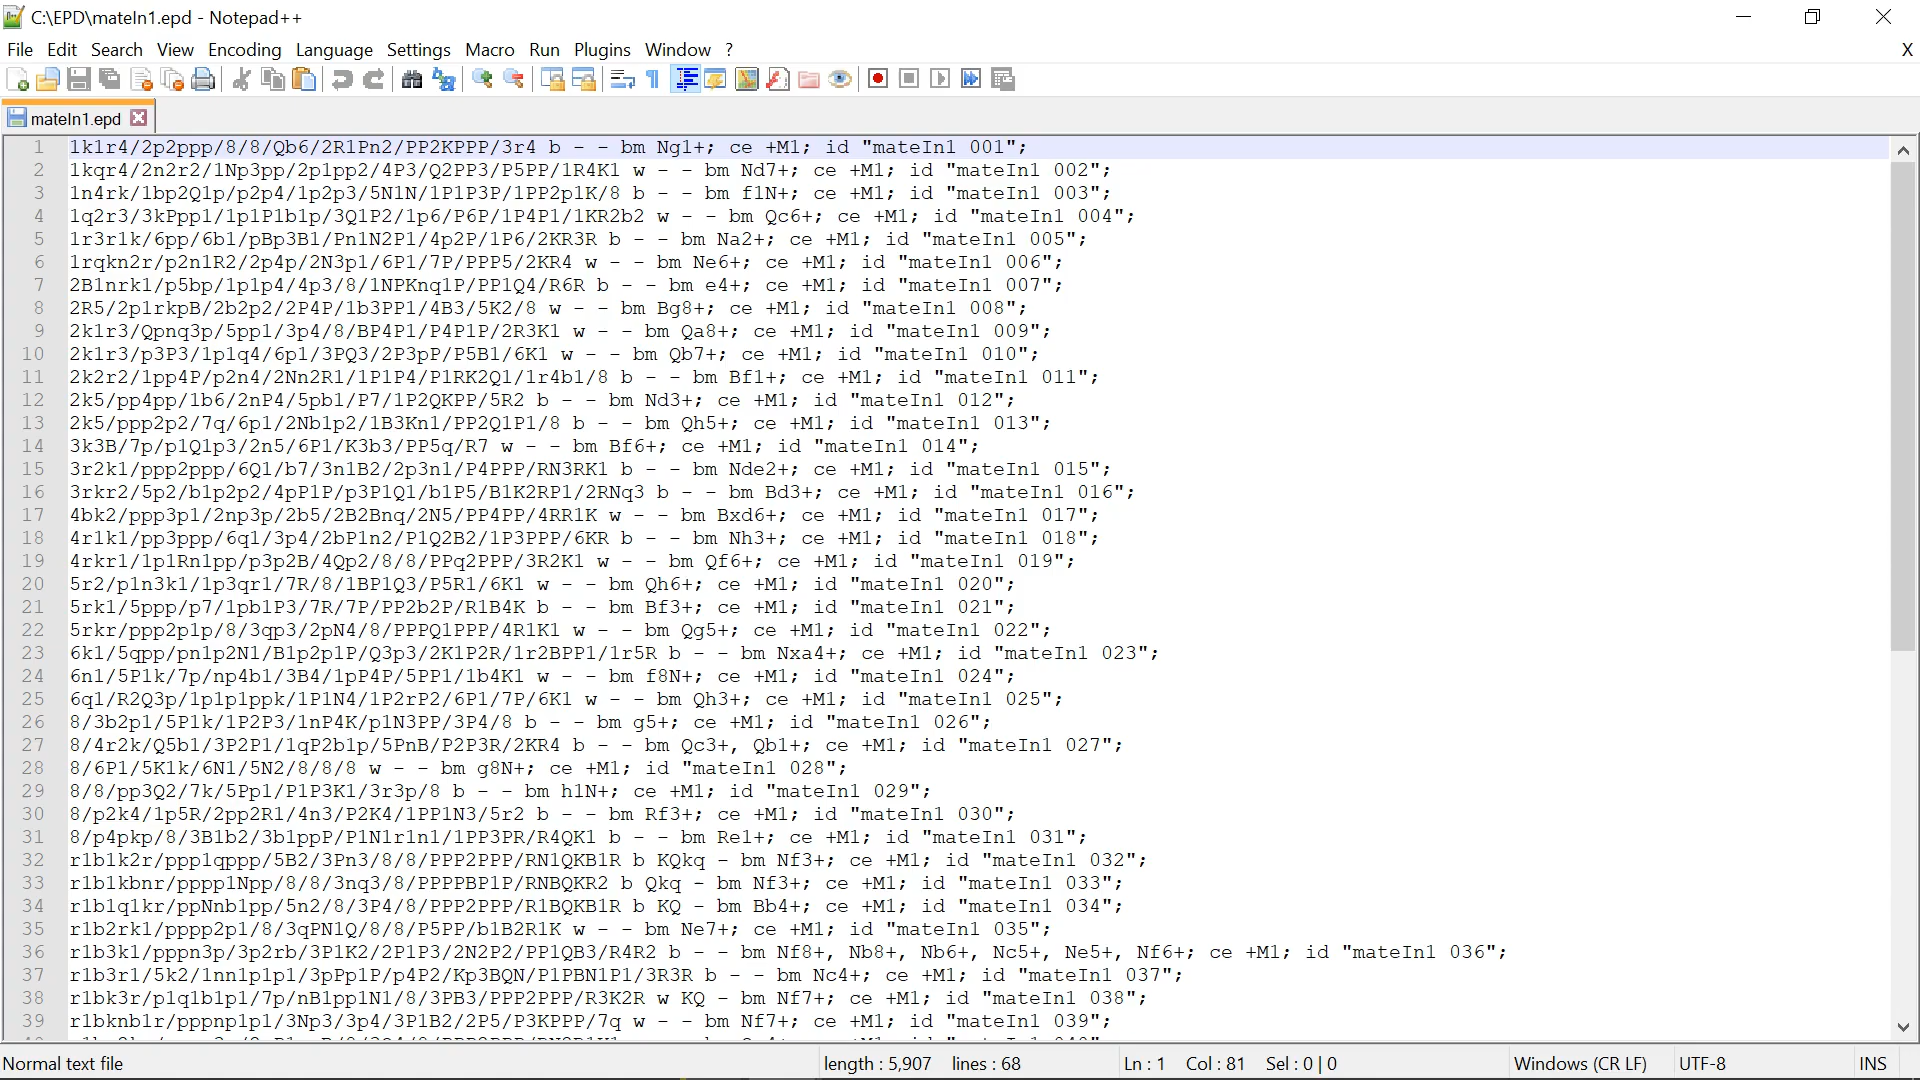 C:\EPD\mateIn1.epd - Notepad++
File Edit Search View Encoding Language Settings Macro Run Plugins Window ? X
mateIn1.epd
1 1k1r4/2p2ppp/8/8/Qb6/2R1Pn2/PP2KPPP/3r4 b - - bm Ng1+; ce +M1; id "mateIn1 001";
2 1kqr4/2n2r2/1Np3pp/2p1pp2/4P3/Q2PP3/P5PP/1R4K1 w - - bm Nd7+; ce +M1; id "mateIn1 002";
3 1n4rk/1bp2Q1p/p2p4/1p2p3/5N1N/1P1P3P/1PP2p1K/8 b - - bm f1N+; ce +M1; id "mateIn1 003";
4 1q2r3/3kPpp1/1p1P1b1p/3Q1P2/1p6/P6P/1P4P1/1KR2b2 w - - bm Qc6+; ce +M1; id "mateIn1 004";
5 1r3r1k/6pp/6b1/pBp3B1/Pn1N2P1/4p2P/1P6/2KR3R b - - bm Na2+; ce +M1; id "mateIn1 005";
6 1rqkn2r/p2n1R2/2p4p/2N3p1/6P1/7P/PPP5/2KR4 w - - bm Ne6+; ce +M1; id "mateIn1 006";
7 2B1nrk1/p5bp/1p1p4/4p3/8/1NPKnq1P/PP1Q4/R6R b - - bm e4+; ce +M1; id "mateIn1 007";
8 2R5/2p1rkpB/2b2p2/2P4P/1b3PP1/4B3/5K2/8 w - - bm Bg8+; ce +M1; id "mateIn1 008";
9 2k1r3/Qpnq3p/5pp1/3p4/8/BP4P1/P4P1P/2R3K1 w - - bm Qa8+; ce +M1; id "mateIn1 009";
10 2k1r3/p3P3/1p1q4/6p1/3PQ3/2P3pP/P5B1/6K1 w - - bm Qb7+; ce +M1; id "mateIn1 010";
11 2k2r2/1pp4P/p2n4/2Nn2R1/1P1P4/P1RK2Q1/1r4b1/8 b - - bm Bf1+; ce +M1; id "mateIn1 011";
12 2k5/pp4pp/1b6/2nP4/5pb1/P7/1P2QKPP/5R2 b - - bm Nd3+; ce +M1; id "mateIn1 012";
13 2k5/ppp2p2/7q/6p1/2Nb1p2/1B3Kn1/PP2Q1P1/8 b - - bm Qh5+; ce +M1; id "mateIn1 013";
14 3k3B/7p/p1Q1p3/2n5/6P1/K3b3/PP5q/R7 w - - bm Bf6+; ce +M1; id "mateIn1 014";
15 3r2k1/ppp2ppp/6Q1/b7/3n1B2/2p3n1/P4PPP/RN3RK1 b - - bm Nde2+; ce +M1; id "mateIn1 015";
16 3rkr2/5p2/b1p2p2/4pP1P/p3P1Q1/b1P5/B1K2RP1/2RNq3 b - - bm Bd3+; ce +M1; id "mateIn1 016";
17 4bk2/ppp3p1/2np3p/2b5/2B2Bnq/2N5/PP4PP/4RR1K w - - bm Bxd6+; ce +M1; id "mateIn1 017";
18 4r1k1/pp3ppp/6q1/3p4/2bP1n2/P1Q2B2/1P3PPP/6KR b - - bm Nh3+; ce +M1; id "mateIn1 018";
19 4rkr1/1p1Rn1pp/p3p2B/4Qp2/8/8/PPq2PPP/3R2K1 w - - bm Qf6+; ce +M1; id "mateIn1 019";
20 5r2/p1n3k1/1p3qr1/7R/8/1BP1Q3/P5R1/6K1 w - - bm Qh6+; ce +M1; id "mateIn1 020";
21 5rk1/5ppp/p7/1pb1P3/7R/7P/PP2b2P/R1B4K b - - bm Bf3+; ce +M1; id "mateIn1 021";
22 5rkr/ppp2p1p/8/3qp3/2pN4/8/PPPQ1PPP/4R1K1 w - - bm Qg5+; ce +M1; id "mateIn1 022";
23 6k1/5qpp/pn1p2N1/B1p2p1P/Q3p3/2K1P2R/1r2BPP1/1r5R b - - bm Nxa4+; ce +M1; id "mateIn1 023";
24 6n1/5P1k/7p/np4b1/3B4/1pP4P/5PP1/1b4K1 w - - bm f8N+; ce +M1; id "mateIn1 024";
25 6q1/R2Q3p/1p1p1ppk/1P1N4/1P2rP2/6P1/7P/6K1 w - - bm Qh3+; ce +M1; id "mateIn1 025";
26 8/3b2p1/5P1k/1P2P3/1nP4K/p1N3PP/3P4/8 b - - bm g5+; ce +M1; id "mateIn1 026";
27 8/4r2k/Q5b1/3P2P1/1qP2b1p/5PnB/P2P3R/2KR4 b - - bm Qc3+, Qb1+; ce +M1; id "mateIn1 027";
28 8/6P1/5K1k/6N1/5N2/8/8/8 w - - bm g8N+; ce +M1; id "mateIn1 028";
29 8/8/pp3Q2/7k/5Pp1/P1P3K1/3r3p/8 b - - bm h1N+; ce +M1; id "mateIn1 029";
30 8/p2k4/1p5R/2pp2R1/4n3/P2K4/1PP1N3/5r2 b - - bm Rf3+; ce +M1; id "mateIn1 030";
31 8/p4pkp/8/3B1b2/3b1ppP/P1N1r1n1/1PP3PR/R4QK1 b - - bm Re1+; ce +M1; id "mateIn1 031";
32 r1b1k2r/ppp1qppp/5B2/3Pn3/8/8/PPP2PPP/RN1QKB1R b KQkq - bm Nf3+; ce +M1; id "mateIn1 032";
33 r1b1kbnr/pppp1Npp/8/8/3nq3/8/PPPPBP1P/RNBQKR2 b Qkq - bm Nf3+; ce +M1; id "mateIn1 033";
34 r1b1q1kr/ppNnb1pp/5n2/8/3P4/8/PPP2PPP/R1BQKB1R b KQ - bm Bb4+; ce +M1; id "mateIn1 034";
35 r1b2rk1/pppp2p1/8/3qPN1Q/8/8/P5PP/b1B2R1K w - - bm Ne7+; ce +M1; id "mateIn1 035";
36 r1b3k1/pppn3p/3p2rb/3P1K2/2P1P3/2N2P2/PP1QB3/R4R2 b - - bm Nf8+, Nb8+, Nb6+, Nc5+, Ne5+, Nf6+; ce +M1; id "mateIn1 036";
37 r1b3r1/5k2/1nn1p1p1/3pPp1P/p4P2/Kp3BQN/P1PBN1P1/3R3R b - - bm Nc4+; ce +M1; id "mateIn1 037";
38 r1bk3r/p1q1b1p1/7p/nB1pp1N1/8/3PB3/PPP2PPP/R3K2R w KQ - bm Nf7+; ce +M1; id "mateIn1 038";
39 r1bknb1r/pppnp1p1/3Np3/3p4/3P1B2/2P5/P3KPPP/7q w - - bm Nf7+; ce +M1; id "mateIn1 039";
Normal text file length : 5,907 lines : 68 Ln : 1 Col : 81 Sel : 0 | 0 Windows (CR LF) UTF-8 INS